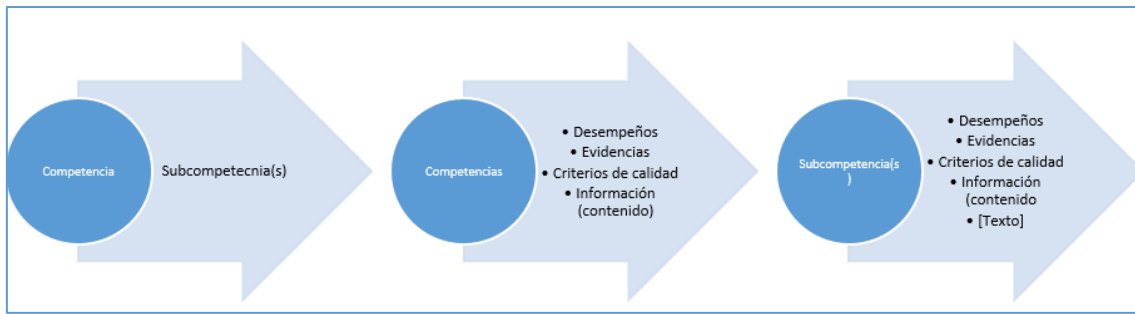 Competencia
Subcompetecnia(s)
Competencias
• Desempeños
• Evidencias
• Criterios de calidad
• Información
(contenido)
Subcompetencia(s
)
• Desempeños
• Evidencias
• Criterios de calidad
• Información
(contenido
• [Texto]